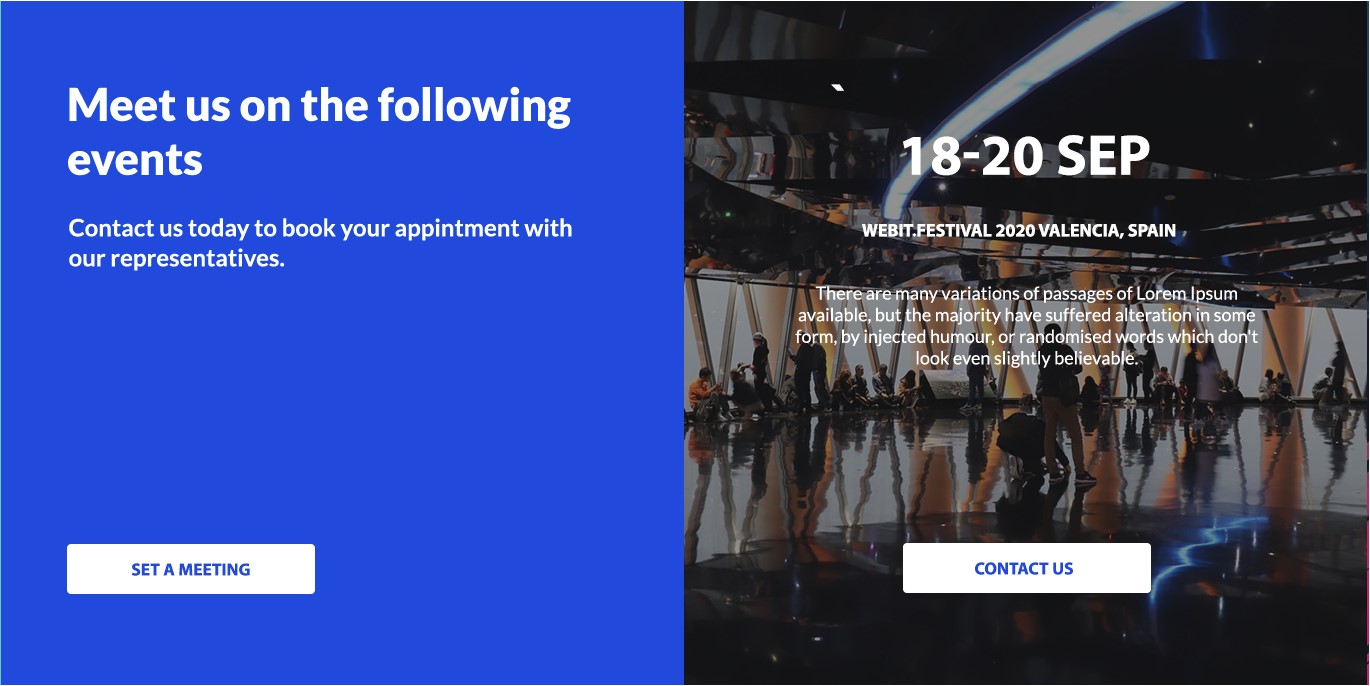 Meet us on the following
events
Contact us today to book your appintment with
our representatives.
SET A MEETING
18-20 SEP
WEBIT.FESTIVAL 2020 VALENCIA, SPAIN
There are many variations of passages of Lorem Ipsum
available, but the majority have suffered alteration in some
form, by injected humour, or randomised words which don't
look even slightly believable.
CONTACT US